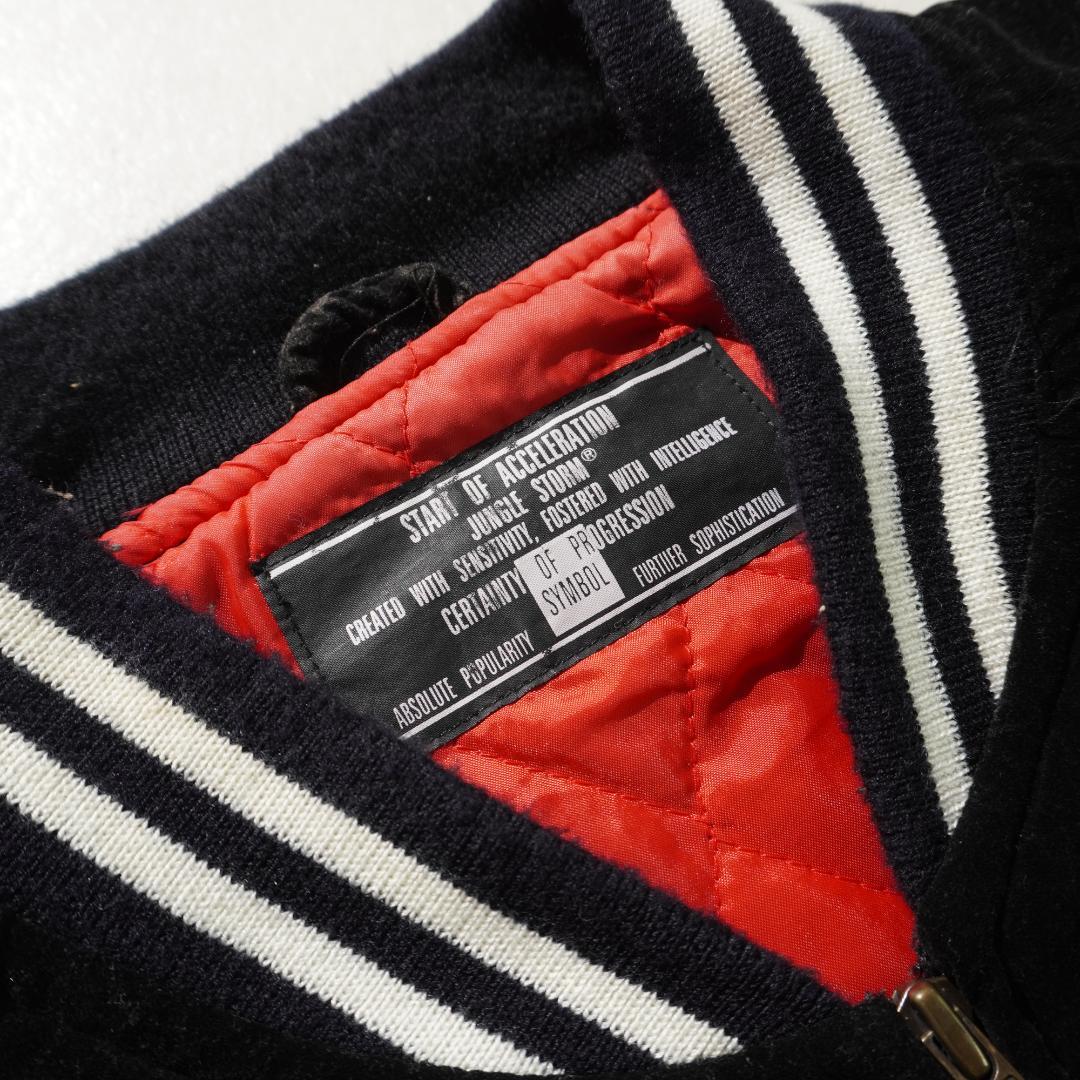 START OF ACCELERATION
JUNGLE STORM®
CREATED WITH SENSITIVITY, FOSTERED WITH INTELLIGENCE
CERTAINTY OF PROGRESSION
SYMBOL
ABSOLUTE POPULARITY FURTHER SOPHISTICATION